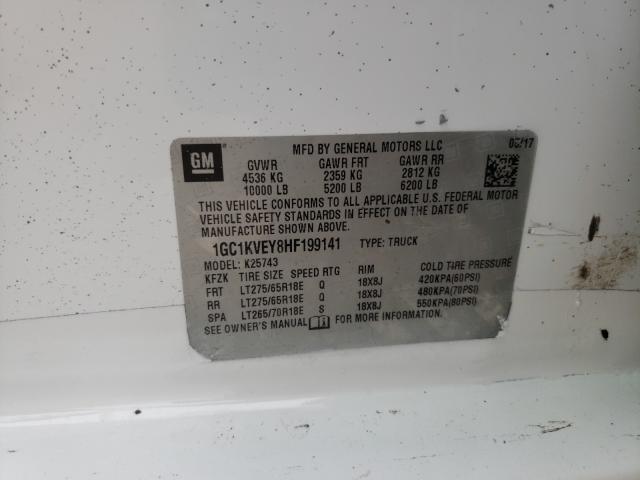 GM
MFD BY GENERAL MOTORS LLC
GVWR GAWR FRT GAWR RR
4536 KG 2359 KG 2812 KG
10000 LB 5200 LB 6200 LB
THIS VEHICLE CONFORMS TO ALL APPLICABLE U.S. FEDERAL MOTOR
VEHICLE SAFETY STANDARDS IN EFFECT ON THE DATE OF
MANUFACTURE SHOWN ABOVE.
1GC1KVEY8HF199141 TYPE: TRUCK
MODEL: K25743
KFZK TIRE SIZE SPEED RTG RIM COLD TIRE PRESSURE
FRT LT275/65R18E Q 18X8J 420KPA(60PSI)
RR LT275/65R18E Q 18X8J 480KPA(70PSI)
SPA LT265/70R18E S 18X8J 550KPA(80PSI)
SEE OWNER'S MANUAL FOR MORE INFORMATION.